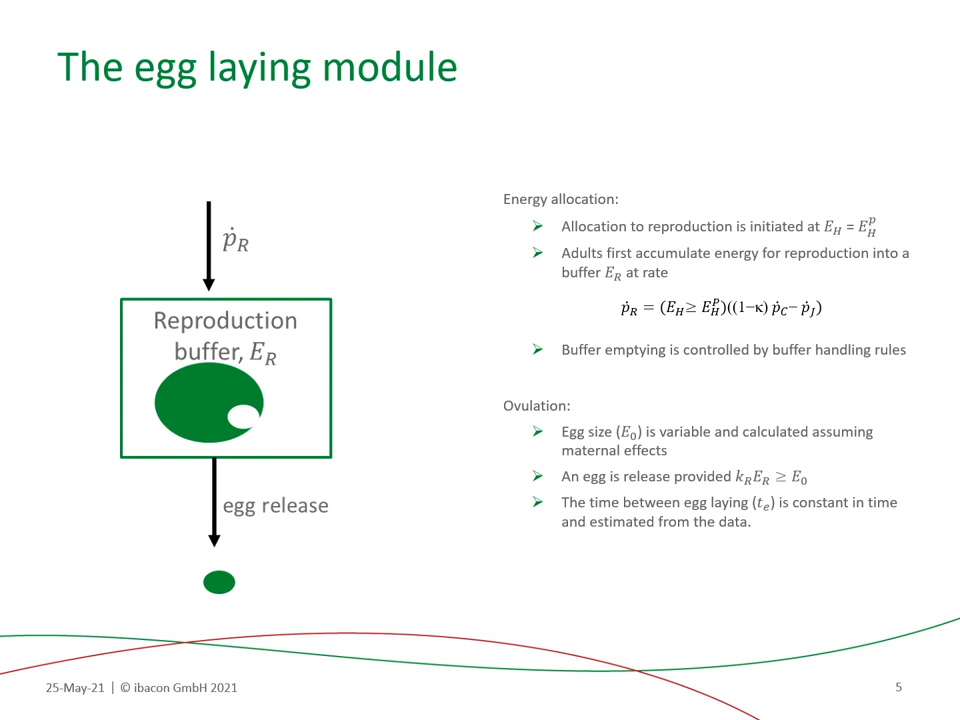 The egg laying module
ṗ_R
Reproduction
buffer, E_R
egg release
Energy allocation:
➢ Allocation to reproduction is initiated at E_H = E_H^p
➢ Adults first accumulate energy for reproduction into a
buffer E_R at rate
ṗ_R = (E_H ≥ E_H^P)((1−κ) ṗ_C − ṗ_J)
➢ Buffer emptying is controlled by buffer handling rules
Ovulation:
➢ Egg size (E_0) is variable and calculated assuming
maternal effects
➢ An egg is release provided k_R E_R ≥ E_0
➢ The time between egg laying (t_e) is constant in time
and estimated from the data.
25-May-21 | © ibacon GmbH 2021
5